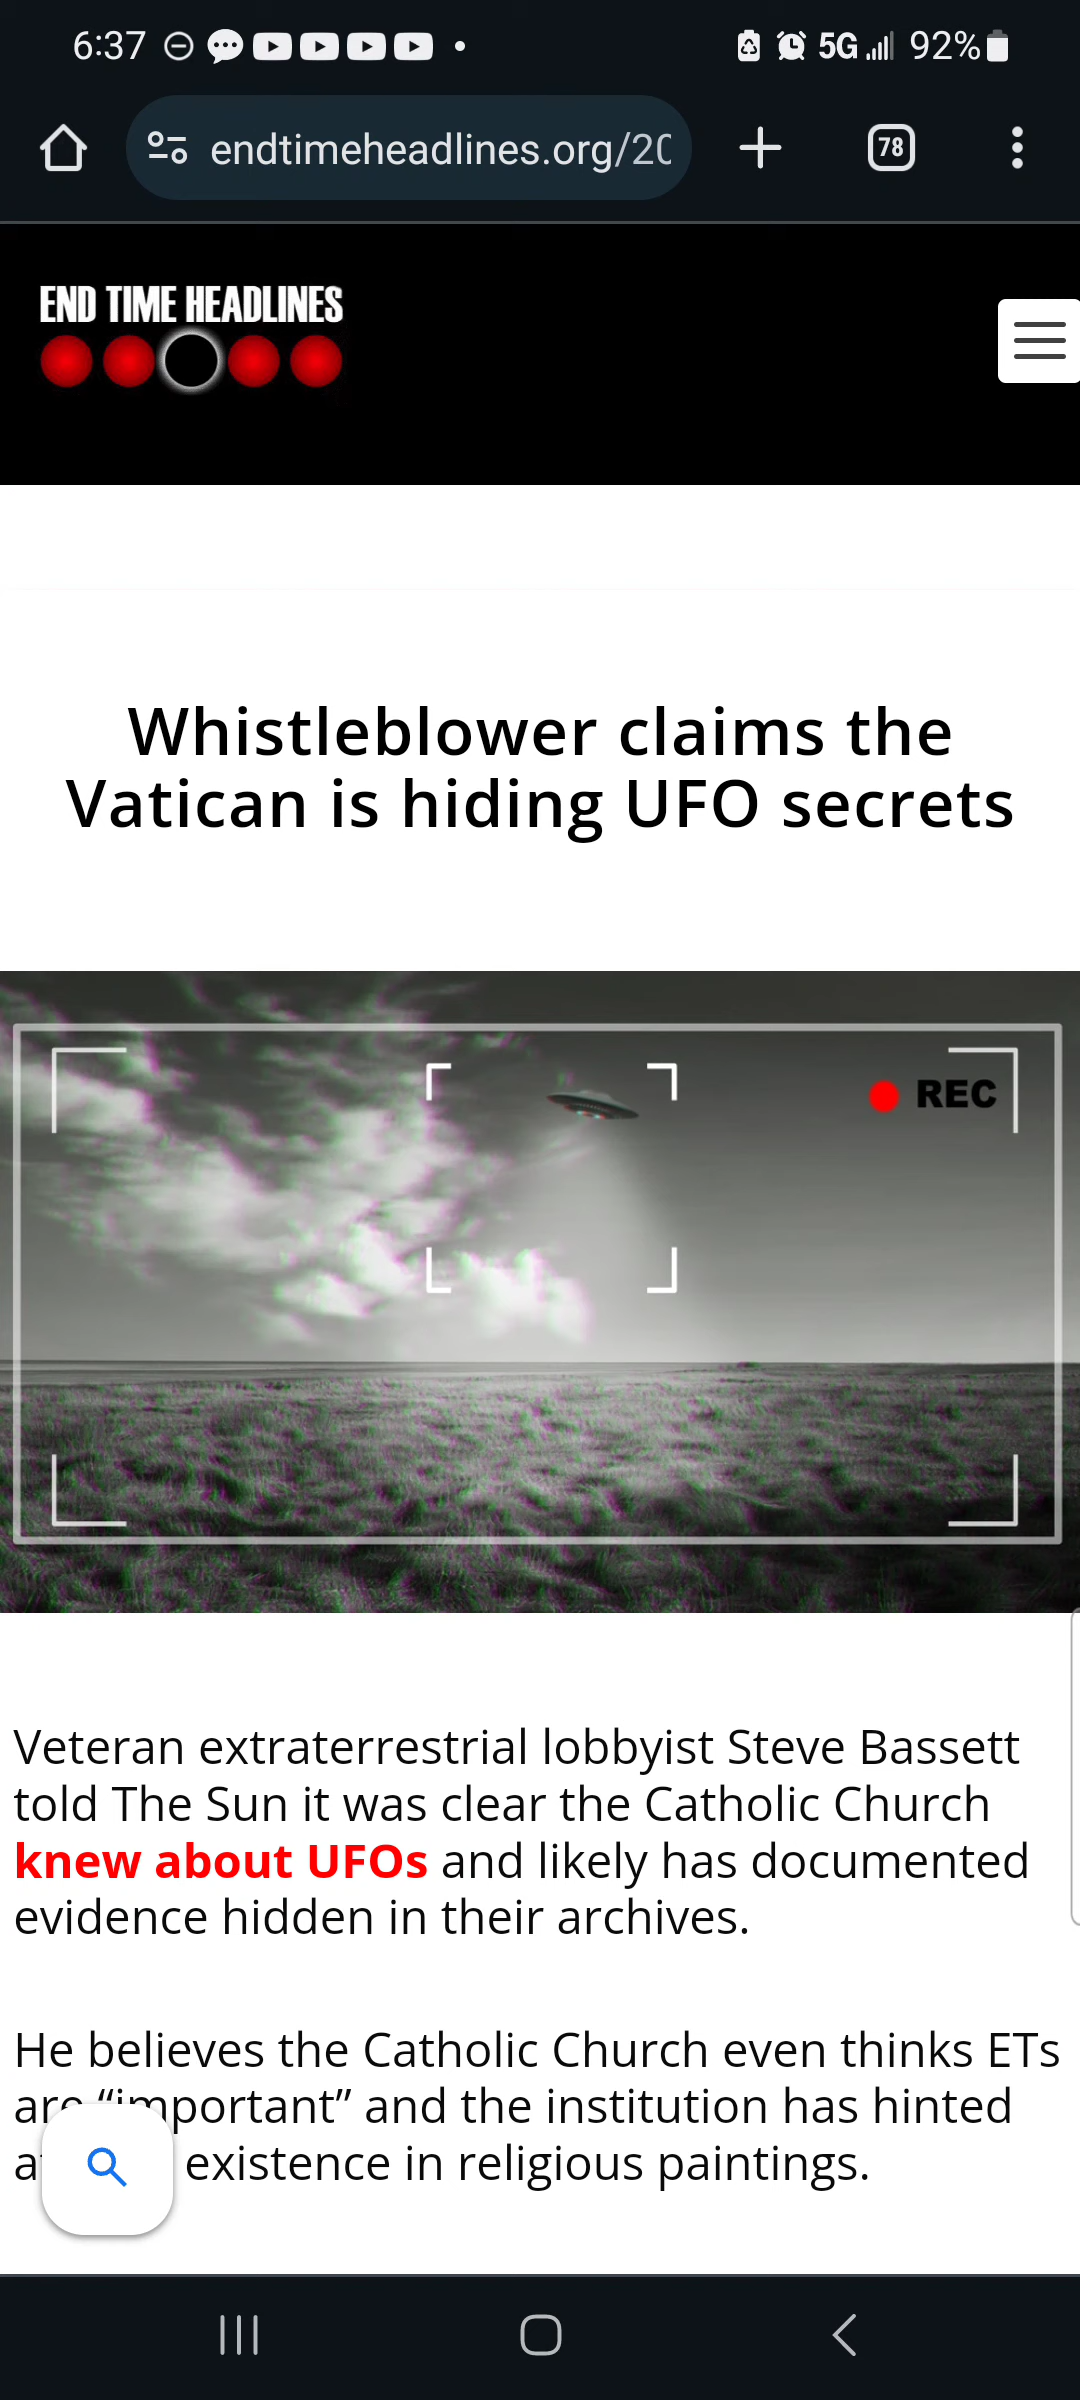 6:37 5G 92%
endtimeheadlines.org/20
78
END TIME HEADLINES
Whistleblower claims the
Vatican is hiding UFO secrets
REC
Veteran extraterrestrial lobbyist Steve Bassett
told The Sun it was clear the Catholic Church
knew about UFOs and likely has documented
evidence hidden in their archives.
He believes the Catholic Church even thinks ETs
are “important” and the institution has hinted
existence in religious paintings.